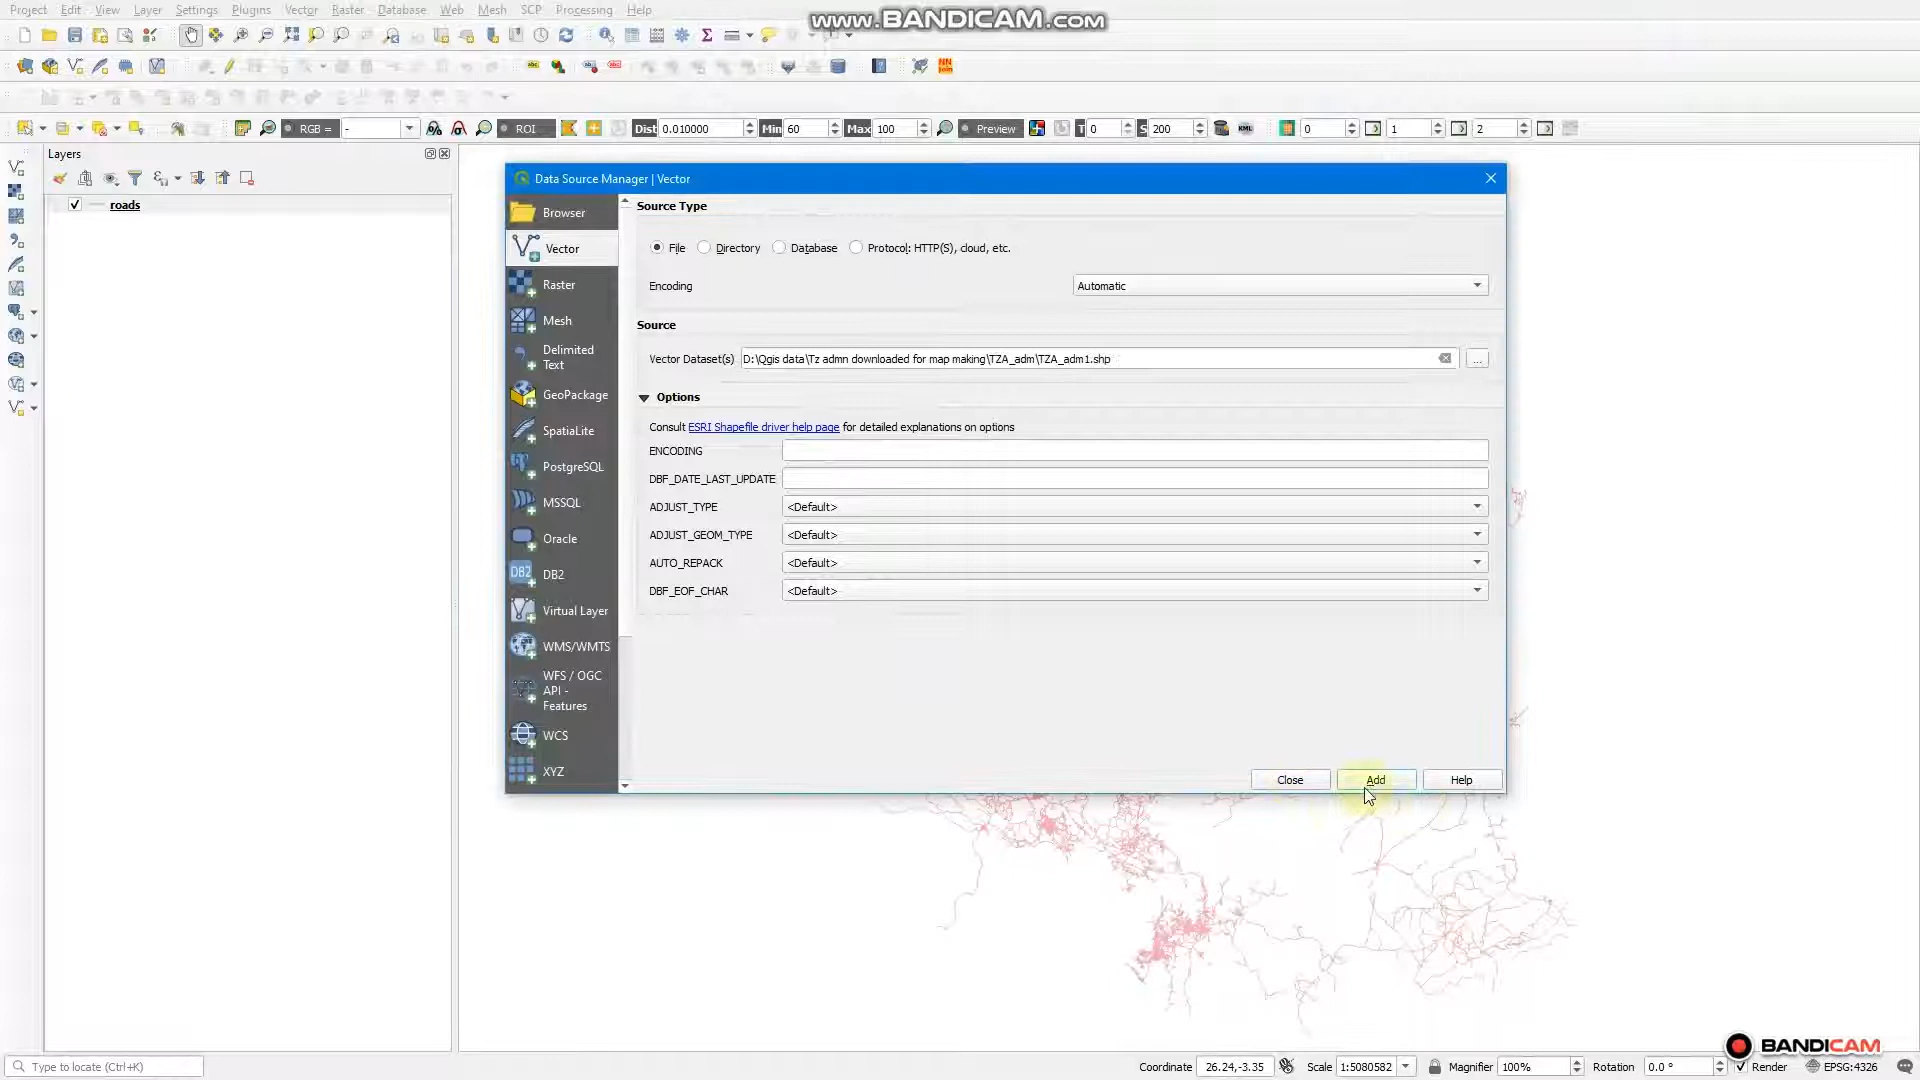 Project Edit View Layer Settings Plugins Vector Raster Database Web Mesh SCP Processing Help
www.BANDICAM.com
RGB = - ROI Dist 0.010000 Min 60 Max 100 Preview T 0 S 200 KML 0 1 2
NN join
Layers
roads
Data Source Manager | Vector
Browser
Vector
Raster
Mesh
Delimited
Text
GeoPackage
SpatiaLite
PostgreSQL
MSSQL
Oracle
DB2
Virtual Layer
WMS/WMTS
WFS / OGC
API -
Features
WCS
XYZ
Source Type
File Directory Database Protocol: HTTP(S), cloud, etc.
Encoding Automatic
Source
Vector Dataset(s) D:\Qgis data\Tz admn downloaded for map making\TZA_adm\TZA_adm1.shp ...
Options
Consult ESRI Shapefile driver help page for detailed explanations on options
ENCODING
DBF_DATE_LAST_UPDATE
ADJUST_TYPE <Default>
ADJUST_GEOM_TYPE <Default>
AUTO_REPACK <Default>
DBF_EOF_CHAR <Default>
Close Add Help
BANDICAM
Type to locate (Ctrl+K) Coordinate 26.24,-3.35 Scale 1:5080582 Magnifier 100% Rotation 0.0 ° Render EPSG:4326